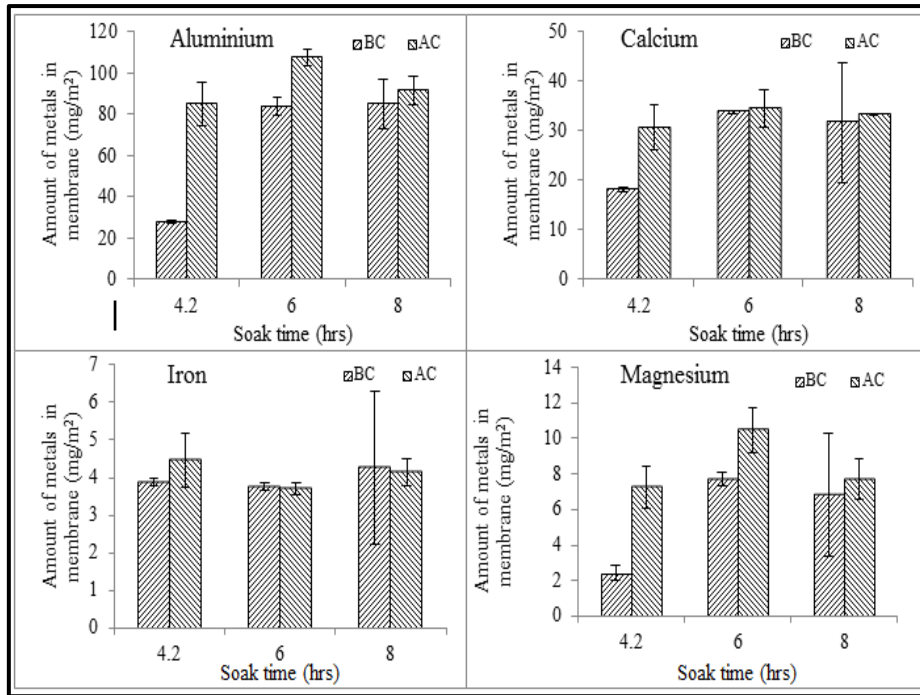 Aluminium
BC AC
Amount of metals in
membrane (mg/m²)
120
100
80
60
40
20
0
4.2 6 8
Soak time (hrs)
Calcium
BC AC
Amount of metals in
membrane (mg/m²)
50
40
30
20
10
0
4.2 6 8
Soak time (hrs)
Iron
BC AC
Amount of metals in
membrane (mg/m²)
7
6
5
4
3
2
1
0
4.2 6 8
Soak time (hrs)
Magnesium
BC AC
Amount of metals in
membrane (mg/m²)
14
12
10
8
6
4
2
0
4.2 6 8
Soak time (hrs)